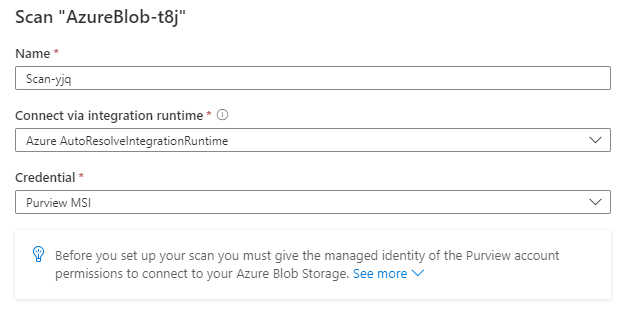 Scan "AzureBlob-t8j"
Name *
Scan-yjq
Connect via integration runtime *
Azure AutoResolveIntegrationRuntime
Credential *
Purview MSI
Before you set up your scan you must give the managed identity of the Purview account
permissions to connect to your Azure Blob Storage. See more